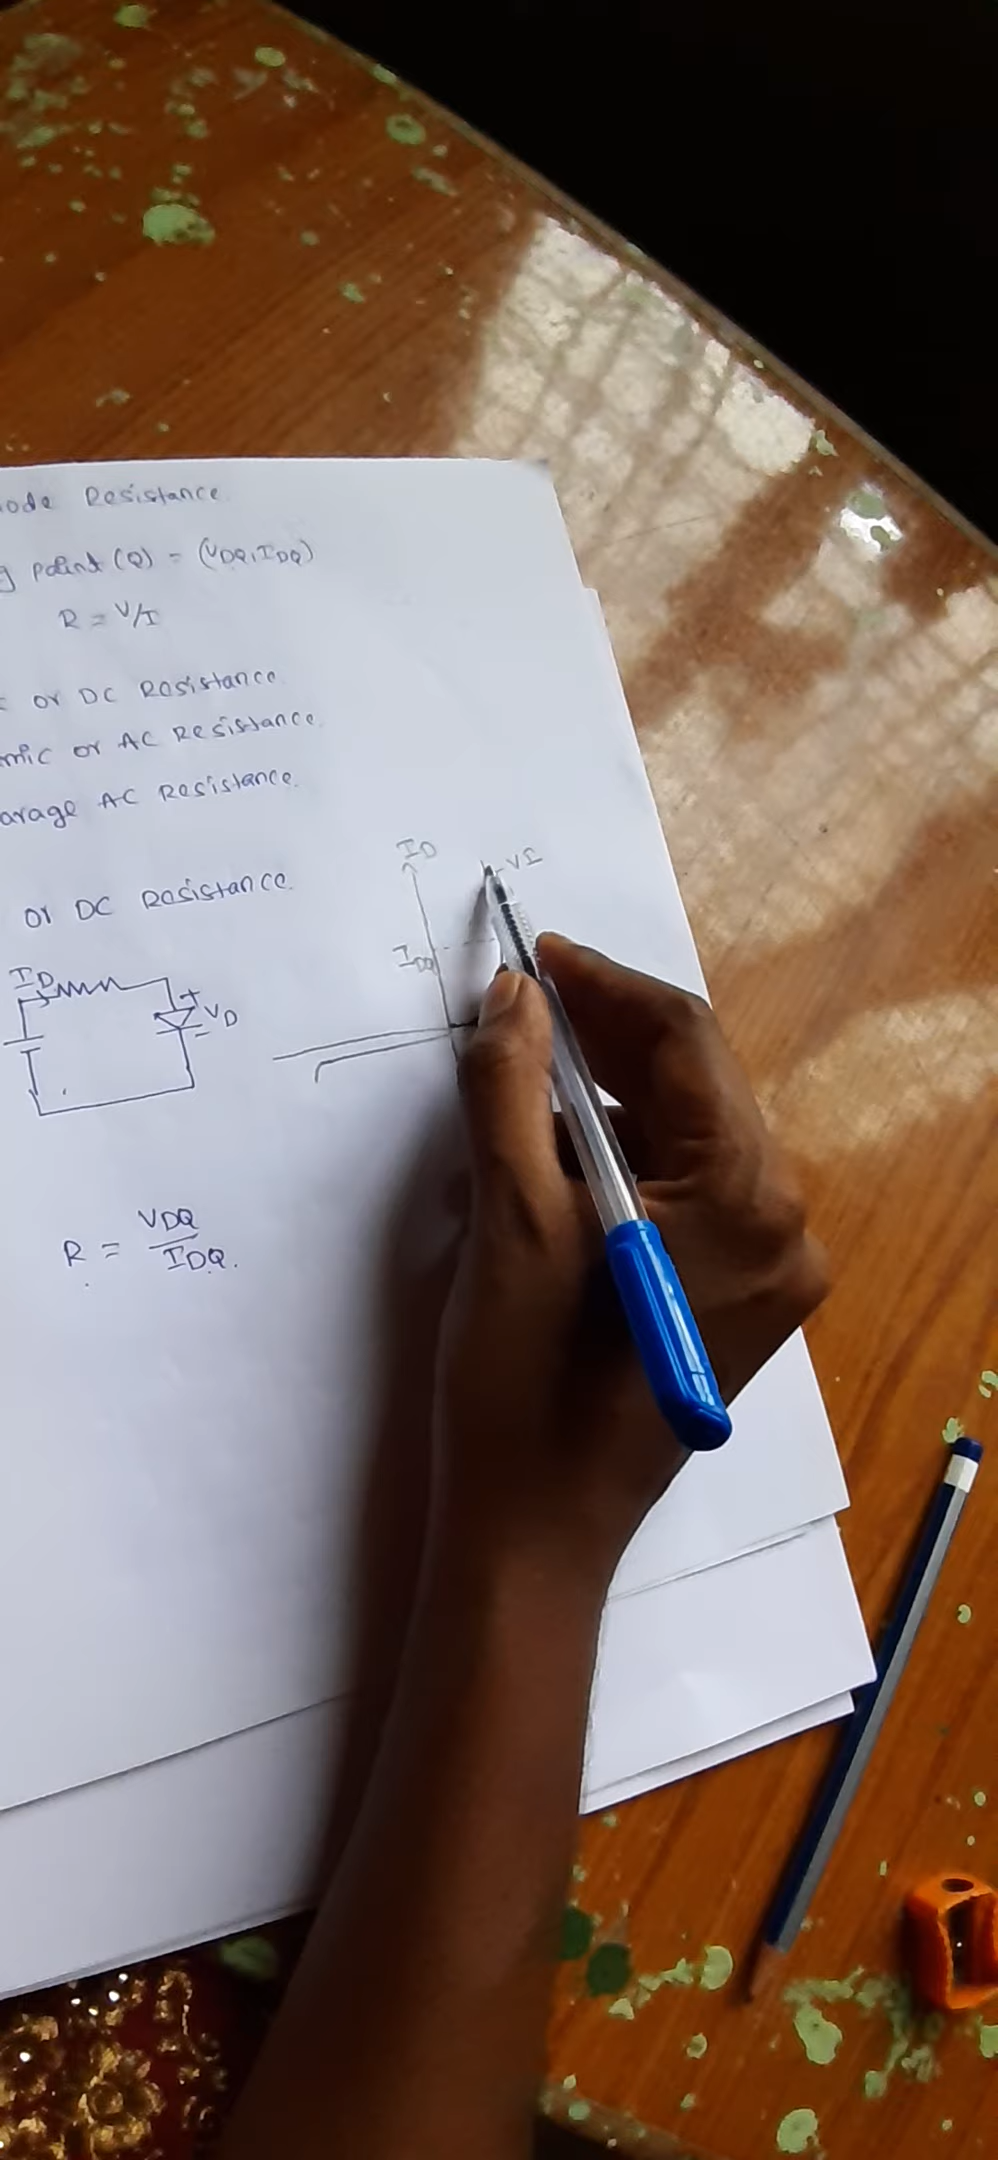 ode Resistance.
g point (Q) = (VDQ, IDQ)
R = V/I
c or DC Resistance.
mic or AC Resistance.
arage AC Resistance.
or DC Resistance.
ID
VI
IDQ
ID
+
VD
-
R = VDQ
IDQ.